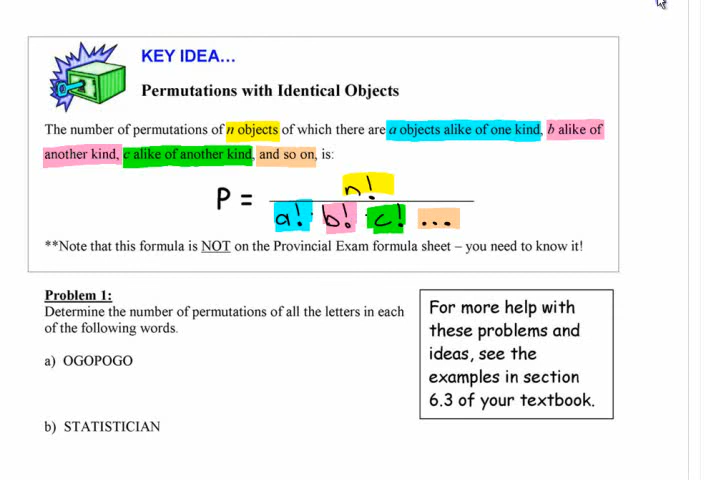 KEY IDEA…
Permutations with Identical Objects
The number of permutations of n objects of which there are a objects alike of one kind, b alike of
another kind, c alike of another kind, and so on, is:
P = n! / a! · b! · c! ...
**Note that this formula is NOT on the Provincial Exam formula sheet – you need to know it!
Problem 1:
Determine the number of permutations of all the letters in each
of the following words.
a) OGOPOGO
b) STATISTICIAN
For more help with
these problems and
ideas, see the
examples in section
6.3 of your textbook.